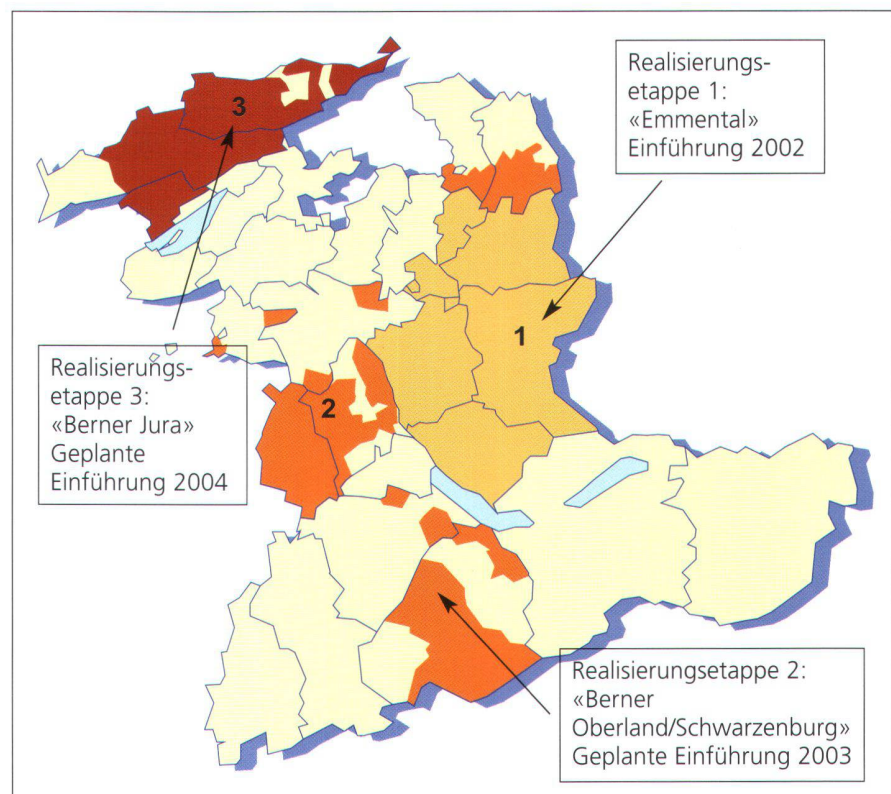 Realisierungs-
etappe 1:
«Emmental»
Einführung 2002
3
1
Realisierungs-
etappe 3:
«Berner Jura»
Geplante
Einführung 2004
2
Realisierungsetappe 2:
«Berner
Oberland/Schwarzenburg»
Geplante Einführung 2003